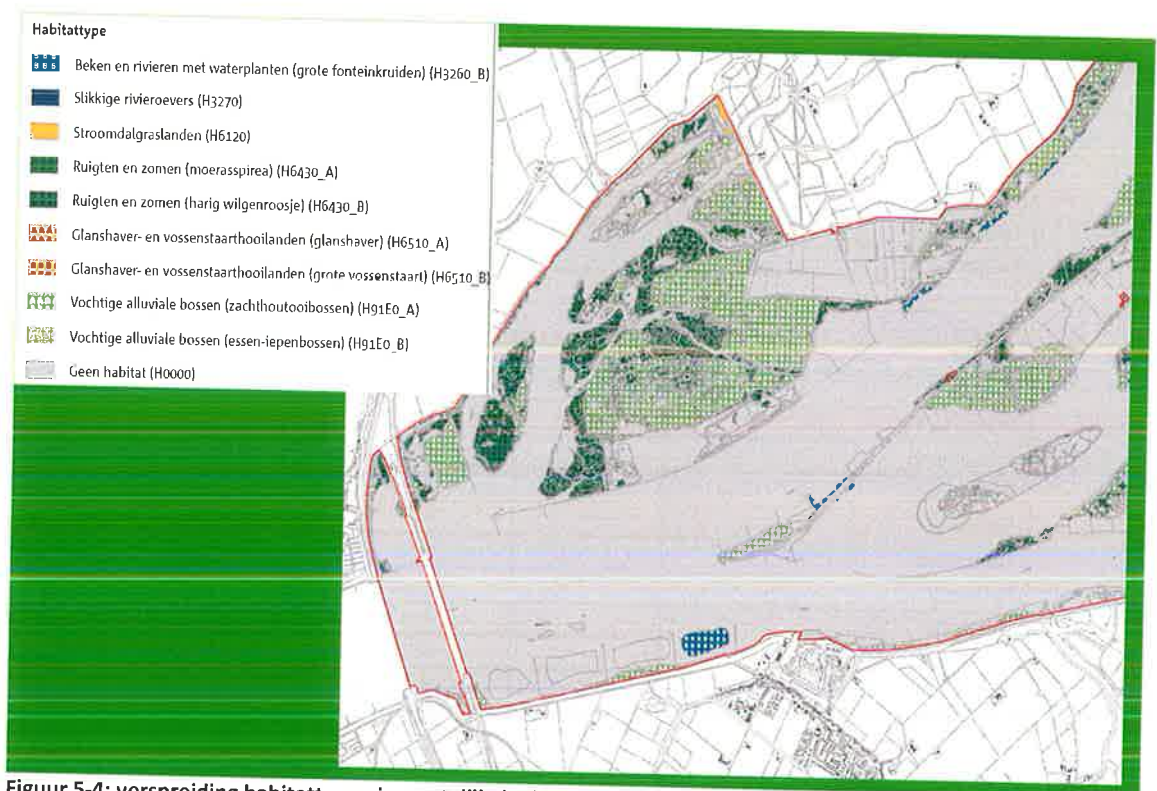 Habitattype
Beken en rivieren met waterplanten (grote fonteinkruiden) (H3260_B)
Slikkige rivieroevers (H3270)
Stroomdalgraslanden (H6120)
Ruigten en zomen (moerasspirea) (H6430_A)
Ruigten en zomen (harig wilgenroosje) (H6430_B)
Glanshaver- en vossenstaarthooilanden (glanshaver) (H6510_A)
Glanshaver- en vossenstaarthooilanden (grote vossenstaart) (H6510_B)
Vochtige alluviale bossen (zachthoutooibossen) (H91E0_A)
Vochtige alluviale bossen (essen-iepenbossen) (H91E0_B)
Geen habitat (H0000)
Figuur 5-4: verspreiding habitattypen in